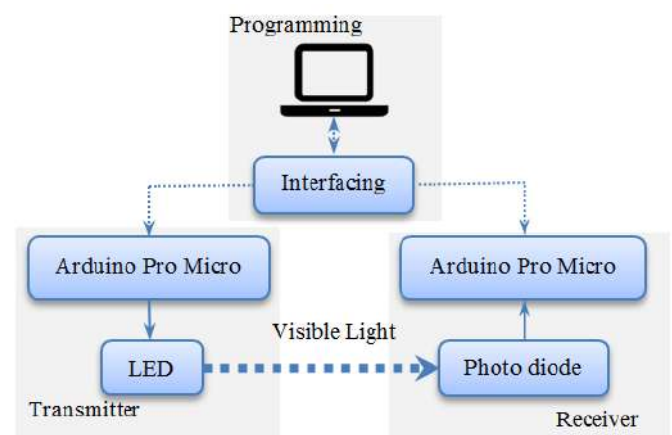 Programming
Interfacing
Arduino Pro Micro
Arduino Pro Micro
Visible Light
LED
Photo diode
Transmitter
Receiver